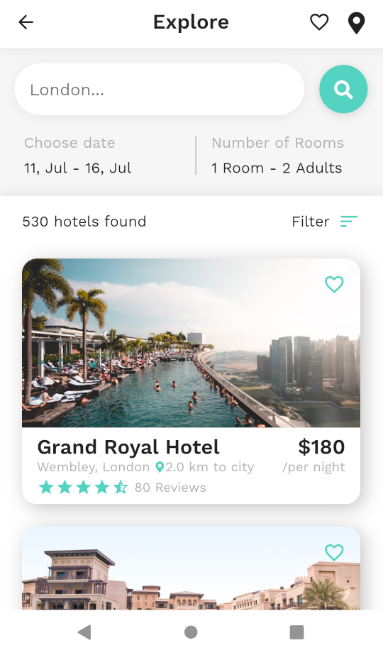 Explore
London...
Choose date
Number of Rooms
11, Jul - 16, Jul
1 Room - 2 Adults
530 hotels found
Filter
Grand Royal Hotel
$180
Wembley, London 2.0 km to city
/per night
80 Reviews